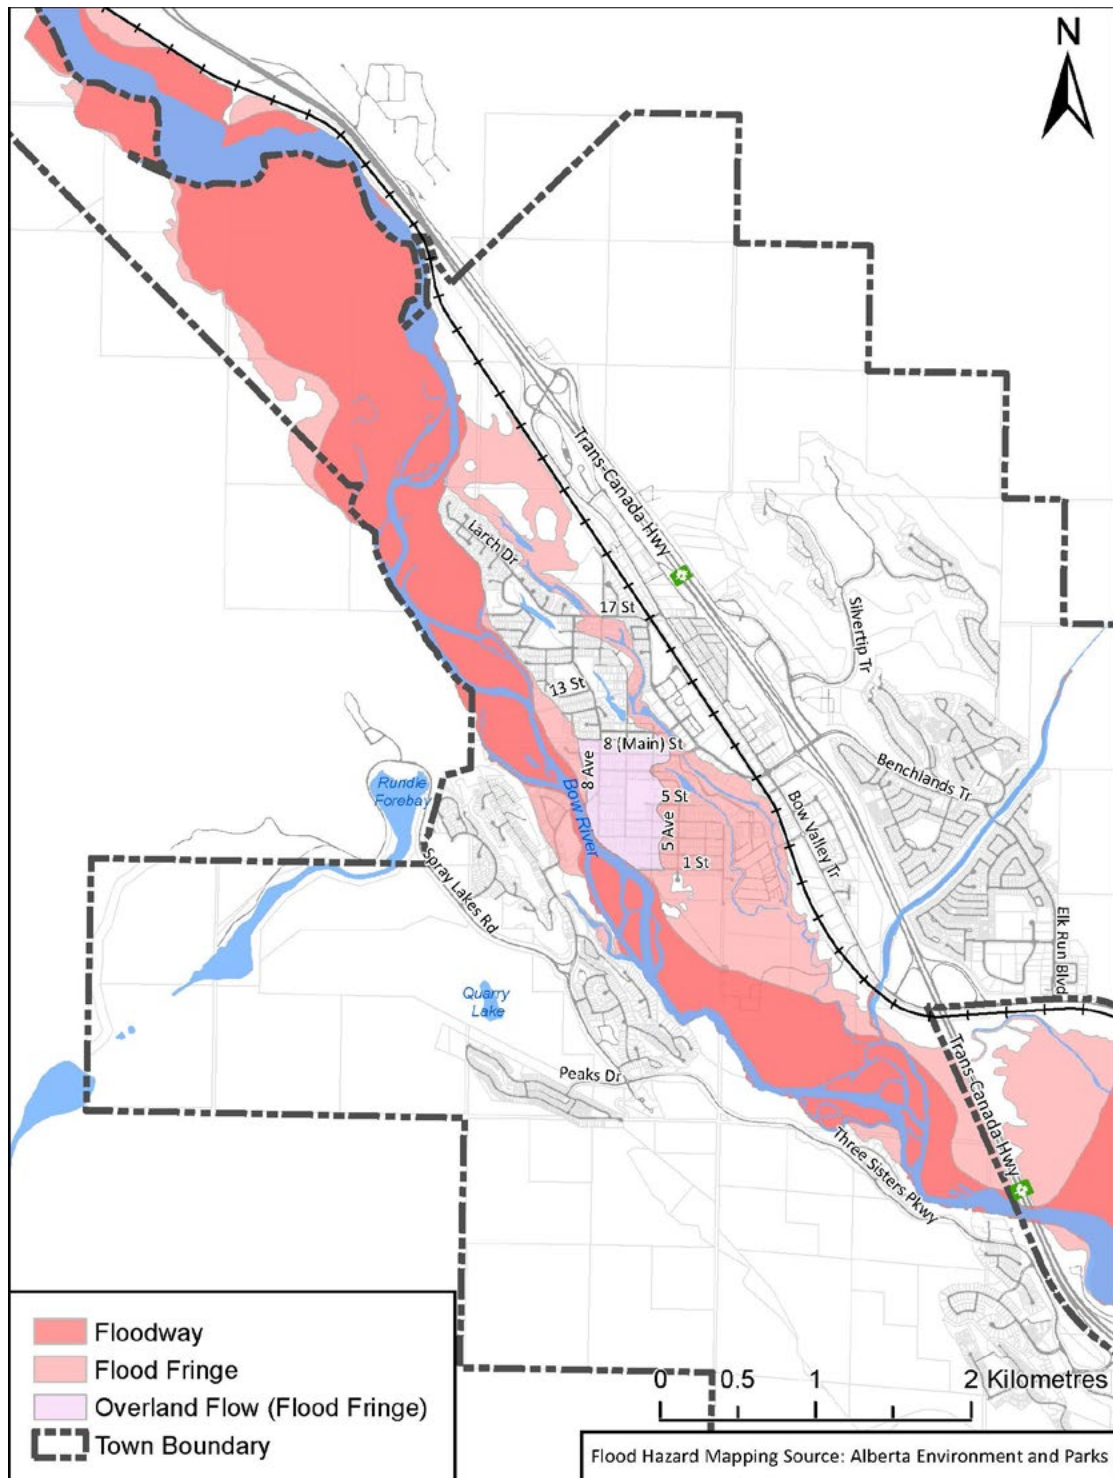 N
Trans-Canada Hwy
Larch Dr
17 St
Silvertip Tr
13 St
8 (Main) St
8 Ave
Benchlands Tr
Rundle
Forebay
5 St
Bow River
5 Ave
Bow Valley Tr
1 St
Spray Lakes Rd
Elk Run Blvd
Quarry
Lake
Trans-Canada Hwy
Peaks Dr
Three Sisters Pkwy
Floodway
Flood Fringe
Overland Flow (Flood Fringe)
Town Boundary
0 0.5 1 2 Kilometres
Flood Hazard Mapping Source: Alberta Environment and Parks